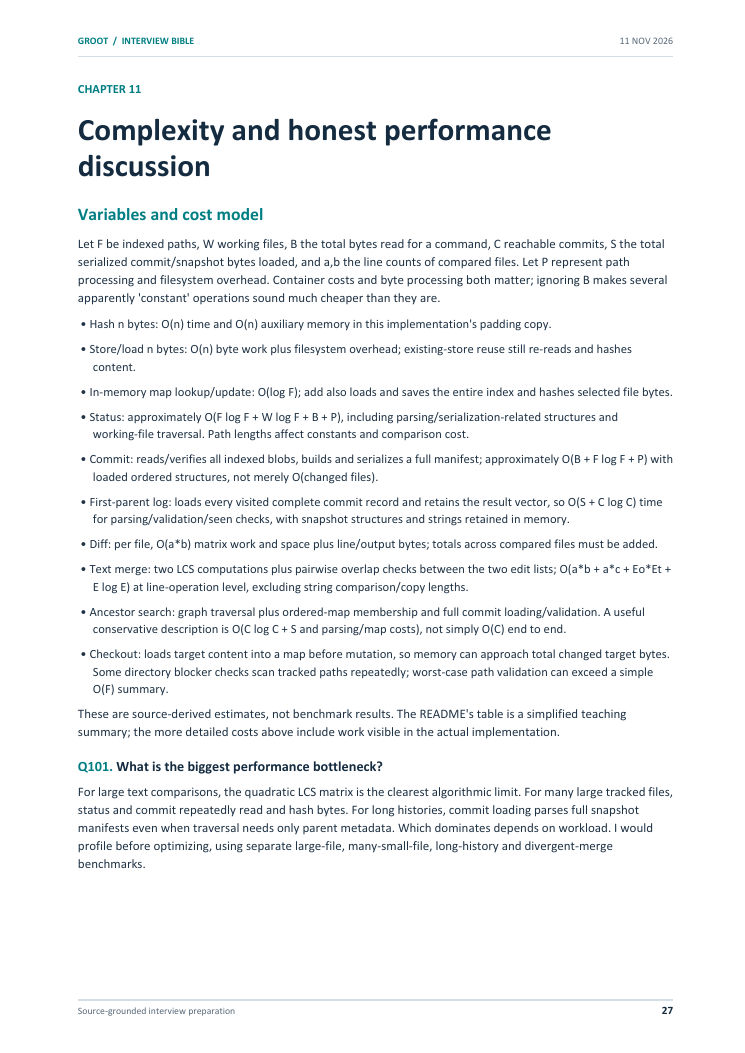 GROOT / INTERVIEW BIBLE
11 NOV 2026
CHAPTER 11
Complexity and honest performance
discussion
Variables and cost model
Let F be indexed paths, W working files, B the total bytes read for a command, C reachable commits, S the total
serialized commit/snapshot bytes loaded, and a,b the line counts of compared files. Let P represent path
processing and filesystem overhead. Container costs and byte processing both matter; ignoring B makes several
apparently 'constant' operations sound much cheaper than they are.
• Hash n bytes: O(n) time and O(n) auxiliary memory in this implementation's padding copy.
• Store/load n bytes: O(n) byte work plus filesystem overhead; existing-store reuse still re-reads and hashes
content.
• In-memory map lookup/update: O(log F); add also loads and saves the entire index and hashes selected file bytes.
• Status: approximately O(F log F + W log F + B + P), including parsing/serialization-related structures and
working-file traversal. Path lengths affect constants and comparison cost.
• Commit: reads/verifies all indexed blobs, builds and serializes a full manifest; approximately O(B + F log F + P) with
loaded ordered structures, not merely O(changed files).
• First-parent log: loads every visited complete commit record and retains the result vector, so O(S + C log C) time
for parsing/validation/seen checks, with snapshot structures and strings retained in memory.
• Diff: per file, O(a*b) matrix work and space plus line/output bytes; totals across compared files must be added.
• Text merge: two LCS computations plus pairwise overlap checks between the two edit lists; O(a*b + a*c + Eo*Et +
E log E) at line-operation level, excluding string comparison/copy lengths.
• Ancestor search: graph traversal plus ordered-map membership and full commit loading/validation. A useful
conservative description is O(C log C + S and parsing/map costs), not simply O(C) end to end.
• Checkout: loads target content into a map before mutation, so memory can approach total changed target bytes.
Some directory blocker checks scan tracked paths repeatedly; worst-case path validation can exceed a simple
O(F) summary.
These are source-derived estimates, not benchmark results. The README's table is a simplified teaching
summary; the more detailed costs above include work visible in the actual implementation.
Q101. What is the biggest performance bottleneck?
For large text comparisons, the quadratic LCS matrix is the clearest algorithmic limit. For many large tracked files,
status and commit repeatedly read and hash bytes. For long histories, commit loading parses full snapshot
manifests even when traversal needs only parent metadata. Which dominates depends on workload. I would
profile before optimizing, using separate large-file, many-small-file, long-history and divergent-merge
benchmarks.
Source-grounded interview preparation
27